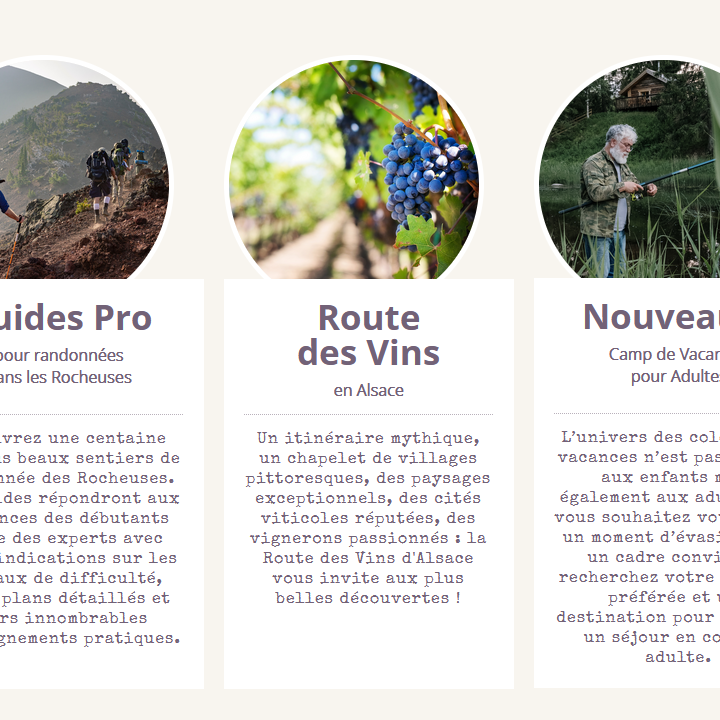 uides Pro
pour randonnées
ans les Rocheuses
vrez une centaine
s beaux sentiers de
nnée des Rocheuses.
des répondront aux
nces des débutants
e des experts avec
indications sur les
aux de difficulté,
plans détaillés et
rs innombrables
gnements pratiques.
Route
des Vins
en Alsace
Un itinéraire mythique,
un chapelet de villages
pittoresques, des paysages
exceptionnels, des cités
viticoles réputées, des
vignerons passionnés : la
Route des Vins d'Alsace
vous invite aux plus
belles découvertes !
Nouveau
Camp de Vacan
pour Adultes
L’univers des colo
vacances n’est pas
aux enfants m
également aux adu
vous souhaitez vo
un moment d’évasi
un cadre convi
recherchez votre
préférée et u
destination pour
un séjour en co
adulte.